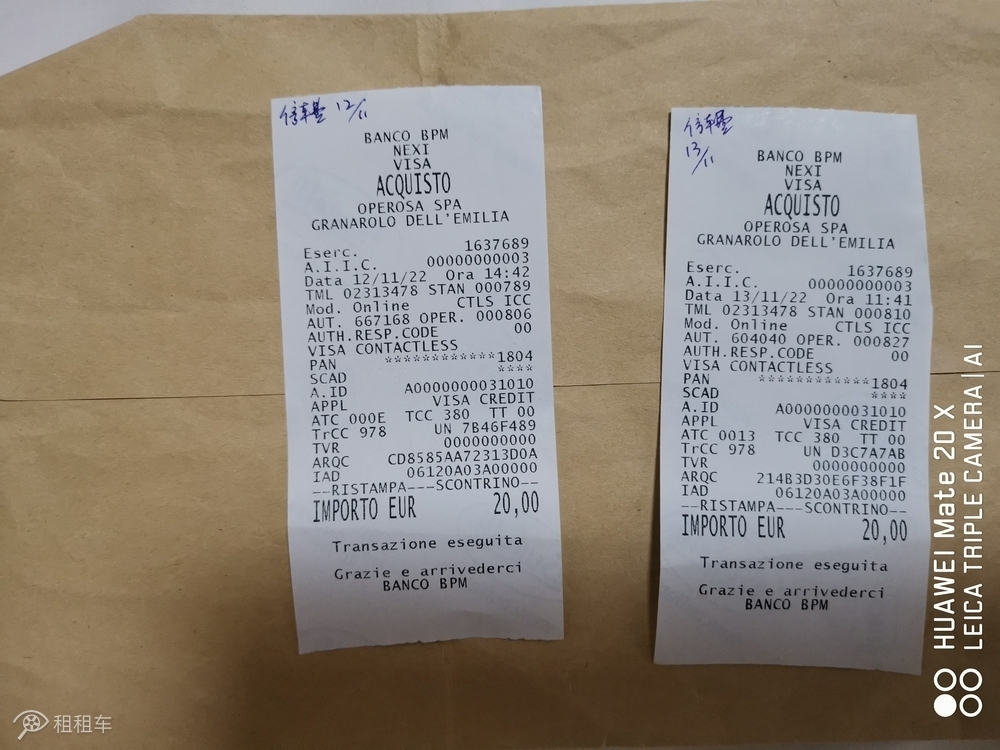 停车费 12/11
BANCO BPM
NEXI
VISA
ACQUISTO
OPEROSA SPA
GRANAROLO DELL'EMILIA
Eserc. 1637689
A.I.I.C. 00000000003
Data 12/11/22 Ora 14:42
TML 02313478 STAN 000789
Mod. Online CTLS ICC
AUT. 667168 OPER. 000806
AUTH.RESP.CODE 00
VISA CONTACTLESS
PAN ************1804
SCAD ****
A.ID A0000000031010
APPL VISA CREDIT
ATC 000E TCC 380 TT 00
TrCC 978 UN 7B46F489
TVR 0000000000
ARQC CD8585AA72313D0A
IAD 06120A03A00000
--RISTAMPA---SCONTRINO--
IMPORTO EUR 20,00
Transazione eseguita
Grazie e arrivederci
BANCO BPM
停车费
13/11
BANCO BPM
NEXI
VISA
ACQUISTO
OPEROSA SPA
GRANAROLO DELL'EMILIA
Eserc. 1637689
A.I.I.C. 00000000003
Data 13/11/22 Ora 11:41
TML 02313478 STAN 000810
Mod. Online CTLS ICC
AUT. 604040 OPER. 000827
AUTH.RESP.CODE 00
VISA CONTACTLESS
PAN ************1804
SCAD ****
A.ID A0000000031010
APPL VISA CREDIT
ATC 0013 TCC 380 TT 00
TrCC 978 UN D3C7A7AB
TVR 0000000000
ARQC 214B3D30E6F38F1F
IAD 06120A03A00000
--RISTAMPA---SCONTRINO--
IMPORTO EUR 20,00
Transazione eseguita
Grazie e arrivederci
BANCO BPM
HUAWEI Mate 20 X
LEICA TRIPLE CAMERA | AI
租租车